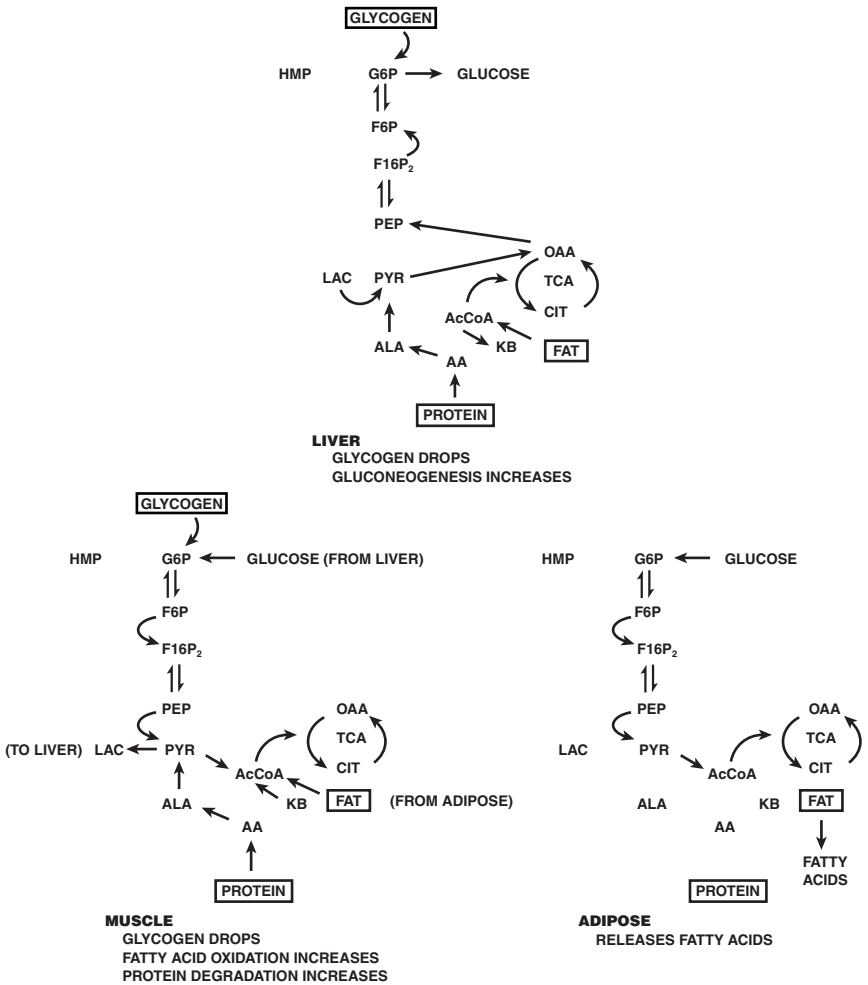 GLYCOGEN
HMP G6P GLUCOSE
F6P
F16P2
PEP
OAA
LAC PYR TCA
CIT
AcCoA
ALA KB FAT
AA
PROTEIN
LIVER
GLYCOGEN DROPS
GLUCONEOGENESIS INCREASES
GLYCOGEN
HMP G6P GLUCOSE (FROM LIVER)
F6P
F16P2
PEP OAA
TCA
(TO LIVER) LAC PYR
CIT
AcCoA
ALA KB FAT (FROM ADIPOSE)
AA
PROTEIN
MUSCLE
GLYCOGEN DROPS
FATTY ACID OXIDATION INCREASES
PROTEIN DEGRADATION INCREASES
HMP G6P GLUCOSE
F6P
F16P2
PEP OAA
TCA
LAC PYR
CIT
AcCoA
ALA KB FAT
AA
FATTY
ACIDS
PROTEIN
ADIPOSE
RELEASES FATTY ACIDS